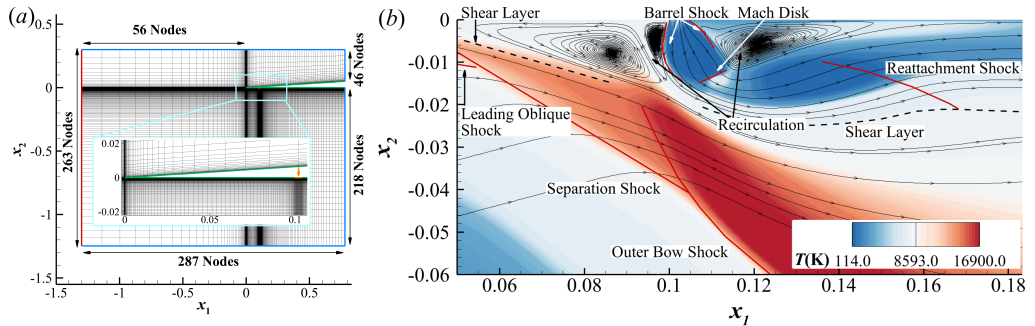 (a)
56 Nodes
46 Nodes
263 Nodes
218 Nodes
287 Nodes
0.5
0
-0.5
-1
-1.5
x2
-1.5
-1.0
-0.5
0.0
0.5
x1
0.02
0
-0.02
0
0.05
0.1
(b)
Shear Layer
Barrel Shock
Mach Disk
Reattachment Shock
Leading Oblique
Shock
Recirculation
Shear Layer
Separation Shock
Outer Bow Shock
T(K)
114.0
8593.0
16900.0
0
-0.01
-0.02
-0.03
-0.04
-0.05
-0.06
x2
0.06
0.08
0.1
0.12
0.14
0.16
0.18
x1